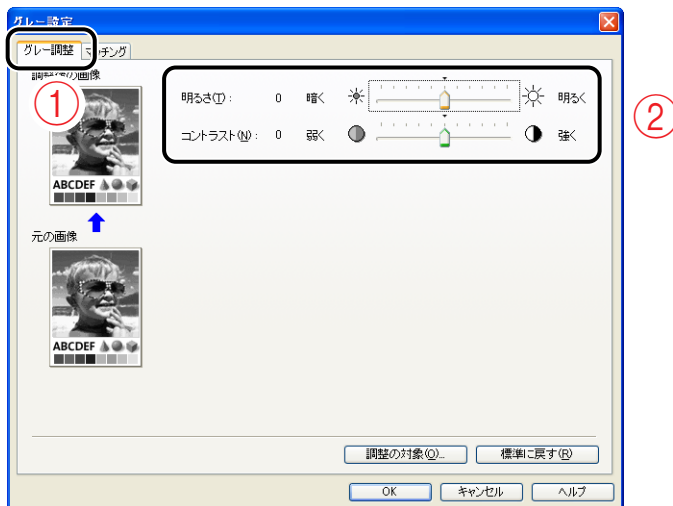 グレー設定
グレー調整 マッチング
調整後の画像
①
明るさ(T): 0 暗く 明るく
②
コントラスト(N): 0 弱く 強く
ABCDEF
元の画像
ABCDEF
調整の対象(O)... 標準に戻す(R)
OK キャンセル ヘルプ